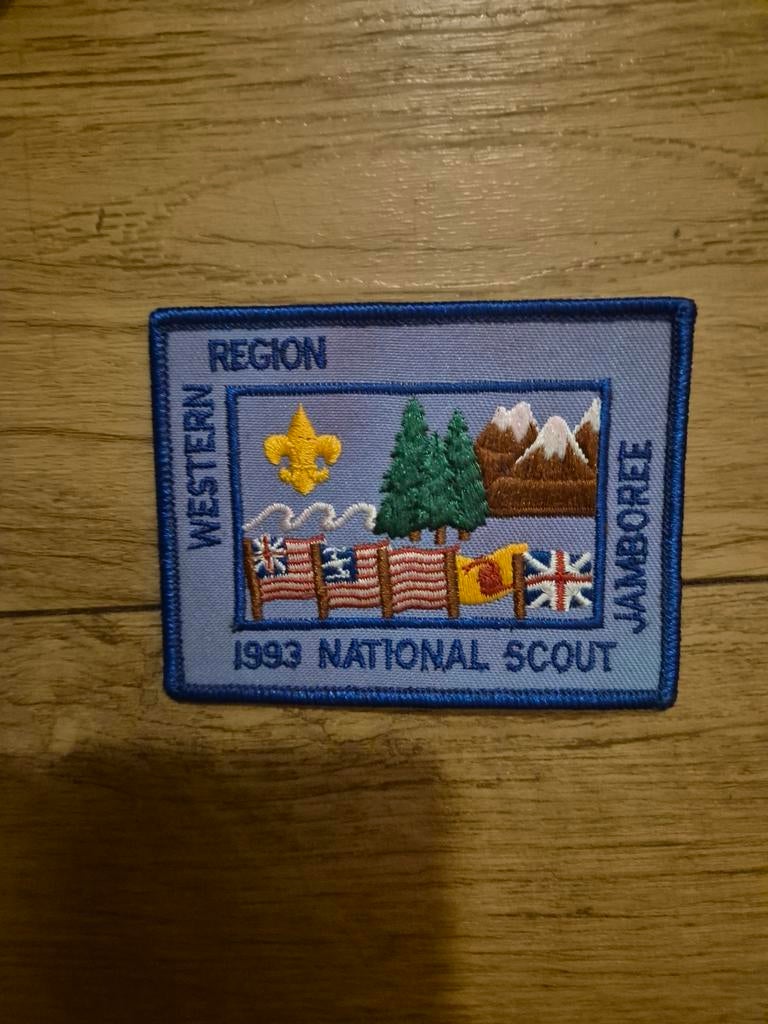 WESTERN
REGION
1993 NATIONAL SCOUT
JAMBOREE